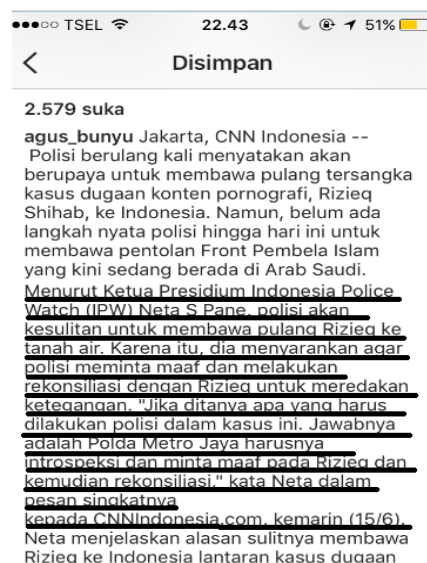 TSEL 22.43 51%
Disimpan
2.579 suka
agus_bunyu Jakarta, CNN Indonesia --
Polisi berulang kali menyatakan akan
berupaya untuk membawa pulang tersangka
kasus dugaan konten pornografi, Rizieq
Shihab, ke Indonesia. Namun, belum ada
langkah nyata polisi hingga hari ini untuk
membawa pentolan Front Pembela Islam
yang kini sedang berada di Arab Saudi.
Menurut Ketua Presidium Indonesia Police
Watch (IPW) Neta S Pane, polisi akan
kesulitan untuk membawa pulang Rizieq ke
tanah air. Karena itu, dia menyarankan agar
polisi meminta maaf dan melakukan
rekonsiliasi dengan Rizieq untuk meredakan
ketegangan. "Jika ditanya apa yang harus
dilakukan polisi dalam kasus ini. Jawabnya
adalah Polda Metro Jaya harusnya
introspeksi dan minta maaf pada Rizieq dan
kemudian rekonsiliasi," kata Neta dalam
pesan singkatnya
kepada CNNIndonesia.com, kemarin (15/6).
Neta menjelaskan alasan sulitnya membawa
Rizieq ke Indonesia lantaran kasus dugaan